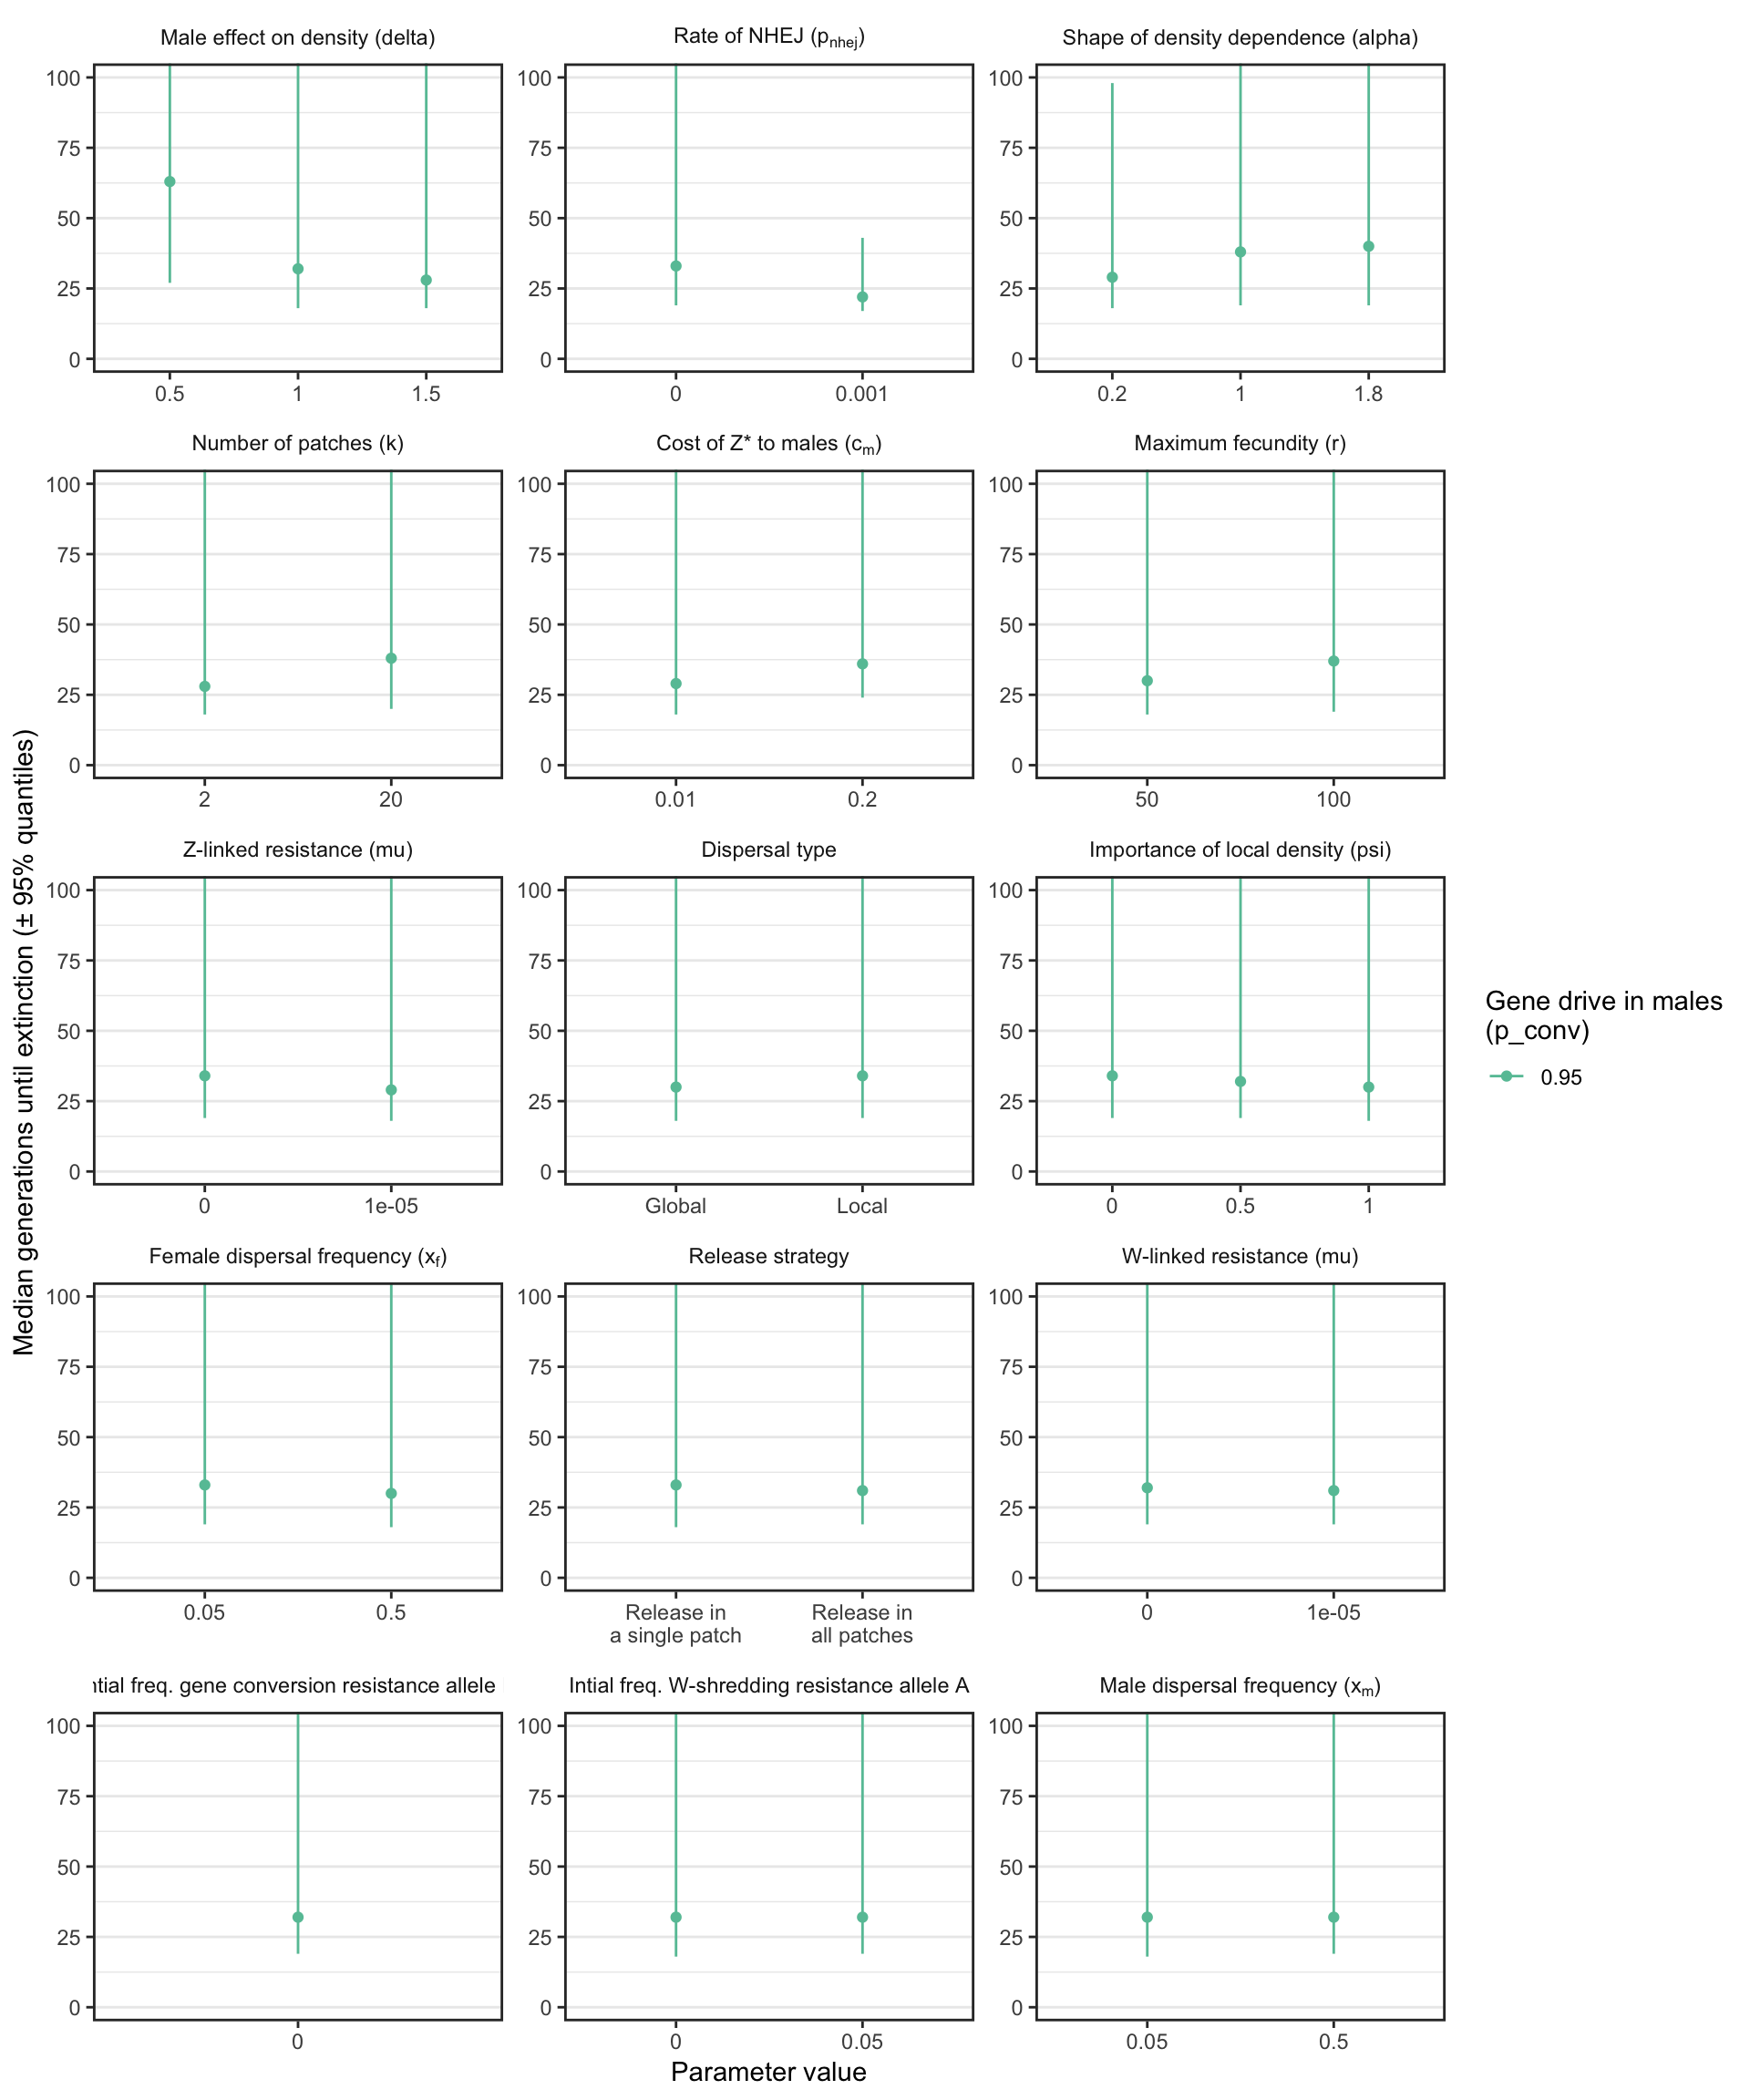 Male effect on density (delta)
Rate of NHEJ (pnhej)
Shape of density dependence (alpha)
100
75
50
25
0
0.5 1 1.5
100
75
50
25
0
0 0.001
100
75
50
25
0
0.2 1 1.8
Number of patches (k)
Cost of Z* to males (cm)
Maximum fecundity (r)
100
75
50
25
0
2 20
100
75
50
25
0
0.01 0.2
100
75
50
25
0
50 100
Median generations until extinction (± 95% quantiles)
Z-linked resistance (mu)
Dispersal type
Importance of local density (psi)
100
75
50
25
0
0 1e-05
100
75
50
25
0
Global Local
100
75
50
25
0
0 0.5 1
Gene drive in males
(p_conv)
0.95
Female dispersal frequency (xf)
Release strategy
W-linked resistance (mu)
100
75
50
25
0
0.05 0.5
100
75
50
25
0
Release in
a single patch
Release in
all patches
100
75
50
25
0
0 1e-05
ntial freq. gene conversion resistance allele
Intial freq. W-shredding resistance allele A
Male dispersal frequency (xm)
100
75
50
25
0
0
100
75
50
25
0
0 0.05
100
75
50
25
0
0.05 0.5
Parameter value